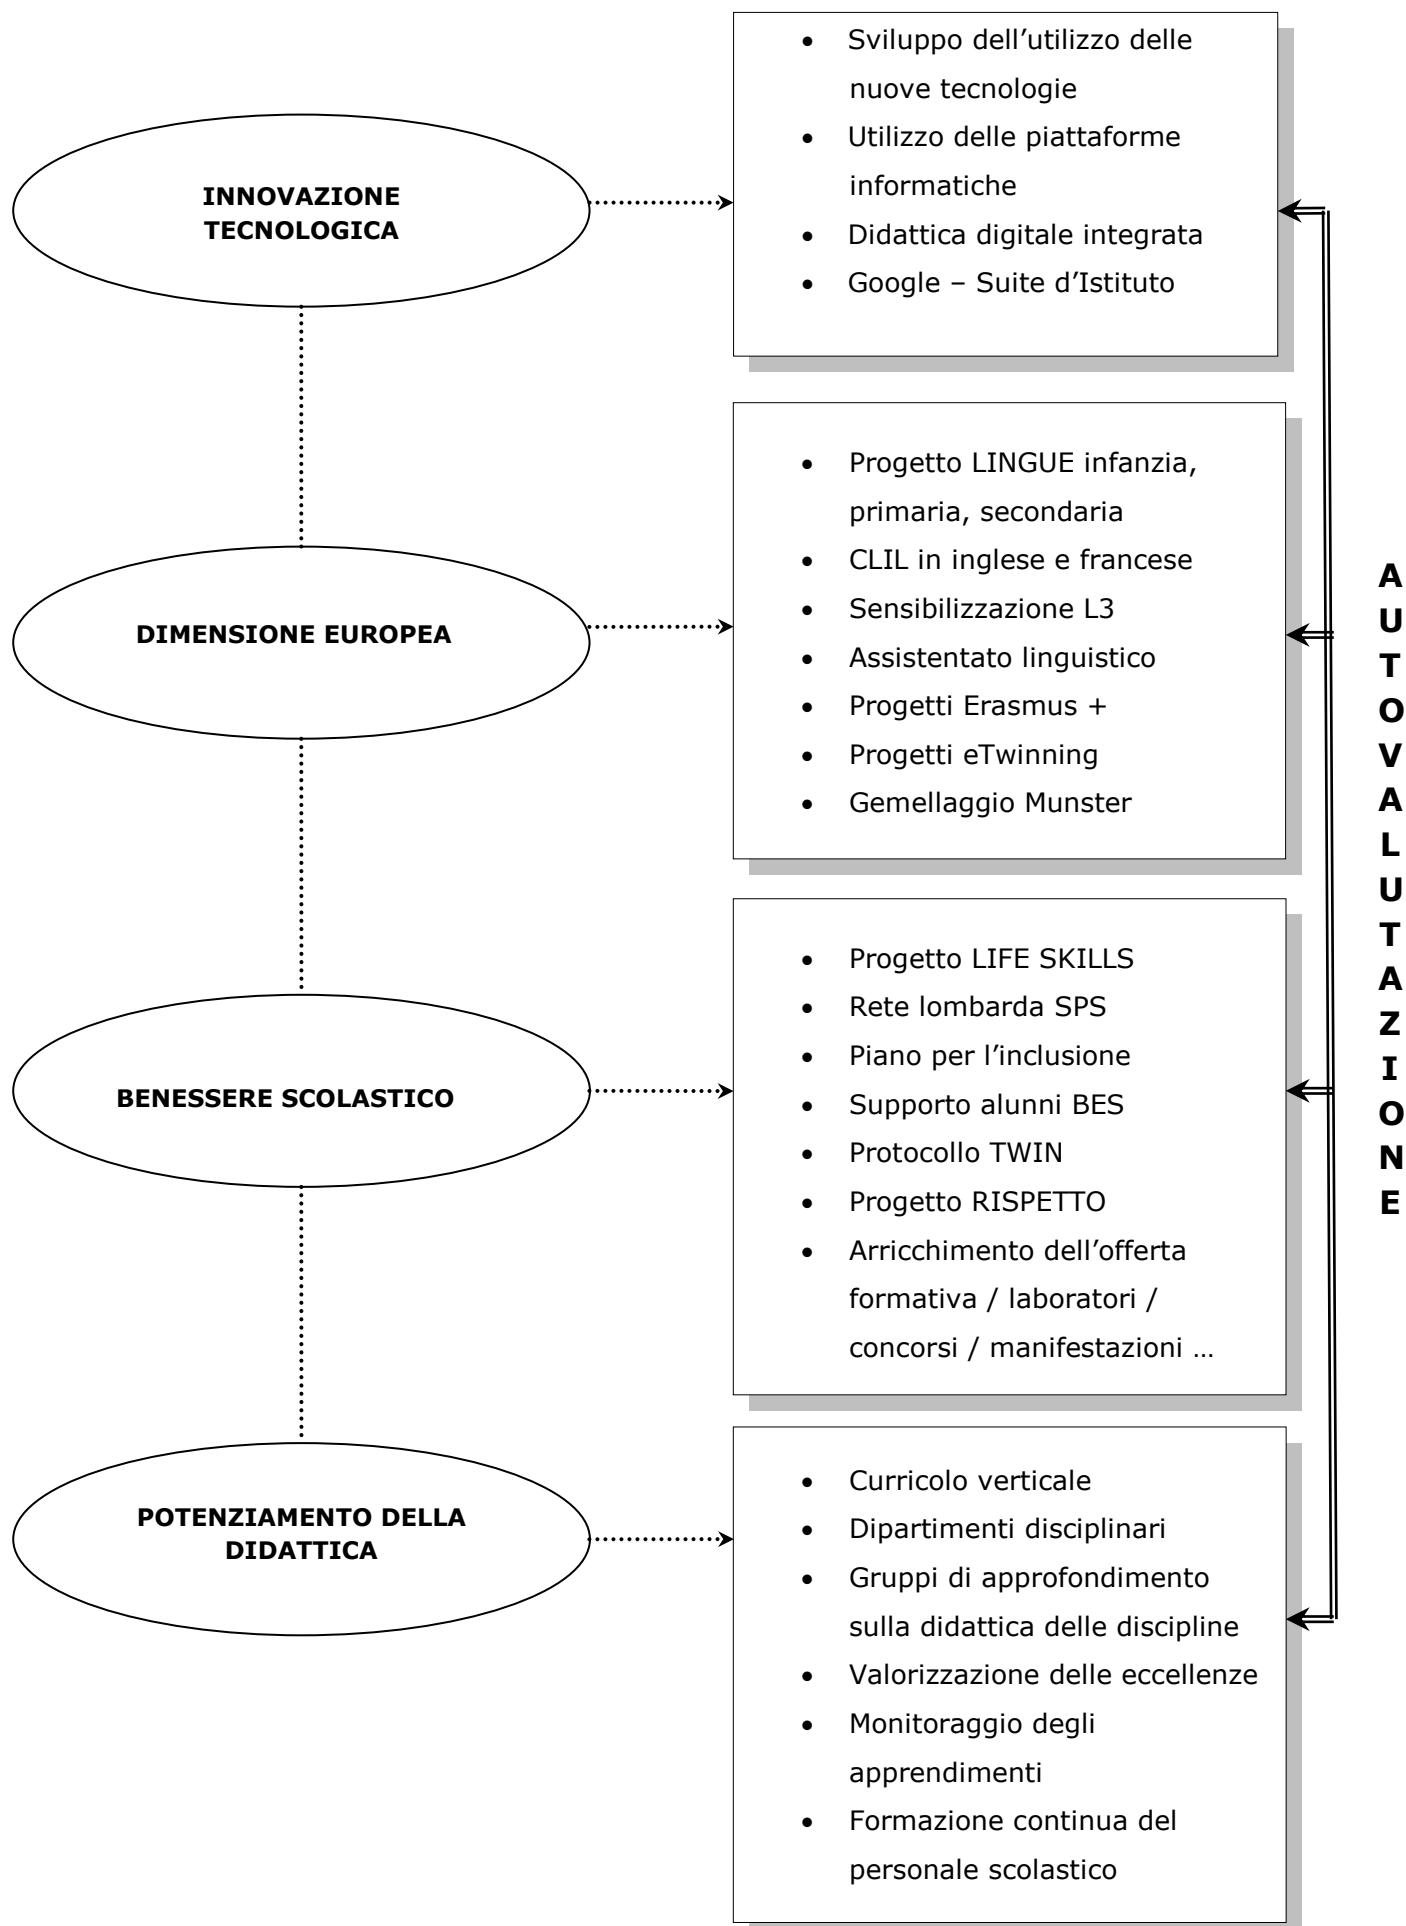 INNOVAZIONE
TECNOLOGICA
• Sviluppo dell’utilizzo delle
nuove tecnologie
• Utilizzo delle piattaforme
informatiche
• Didattica digitale integrata
• Google – Suite d’Istituto
DIMENSIONE EUROPEA
• Progetto LINGUE infanzia,
primaria, secondaria
• CLIL in inglese e francese
• Sensibilizzazione L3
• Assistentato linguistico
• Progetti Erasmus +
• Progetti eTwinning
• Gemellaggio Munster
BENESSERE SCOLASTICO
• Progetto LIFE SKILLS
• Rete lombarda SPS
• Piano per l’inclusione
• Supporto alunni BES
• Protocollo TWIN
• Progetto RISPETTO
• Arricchimento dell’offerta
formativa / laboratori /
concorsi / manifestazioni …
POTENZIAMENTO DELLA
DIDATTICA
• Curricolo verticale
• Dipartimenti disciplinari
• Gruppi di approfondimento
sulla didattica delle discipline
• Valorizzazione delle eccellenze
• Monitoraggio degli
apprendimenti
• Formazione continua del
personale scolastico
A
U
T
O
V
A
L
U
T
A
Z
I
O
N
E